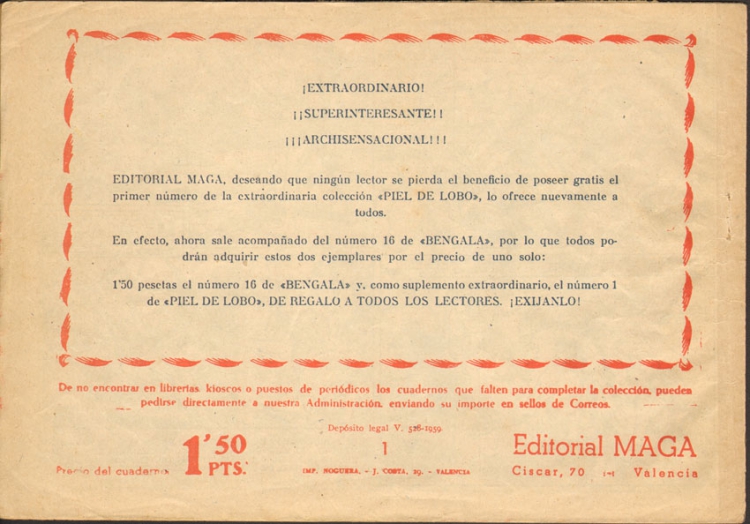 ¡EXTRAORDINARIO!
¡¡SUPERINTERESANTE!!
¡¡¡ARCHISENSACIONAL!!!
EDITORIAL MAGA, deseando que ningún lector se pierda el beneficio de poseer gratis el
primer número de la extraordinaria colección «PIEL DE LOBO», lo ofrece nuevamente a
todos.
En efecto, ahora sale acompañado del número 16 de «BENGALA», por lo que todos po-
drán adquirir estos dos ejemplares por el precio de uno solo:
1'50 pesetas el número 16 de «BENGALA» y, como suplemento extraordinario, el número 1
de «PIEL DE LOBO», DE REGALO A TODOS LOS LECTORES. ¡EXIJANLO!
De no encontrar en librerías, kioscos o puestos de periódicos los cuadernos que falten para completar la colección, pueden
pedirse directamente a nuestra Administración, enviando su importe en sellos de Correos.
Precio del cuaderno: 1'50 PTS.
Depósito legal V. 528-1959
1
IMP. NOGUERA. - J. COSTA, 29. - VALENCIA
Editorial MAGA
Ciscar, 70 Valencia